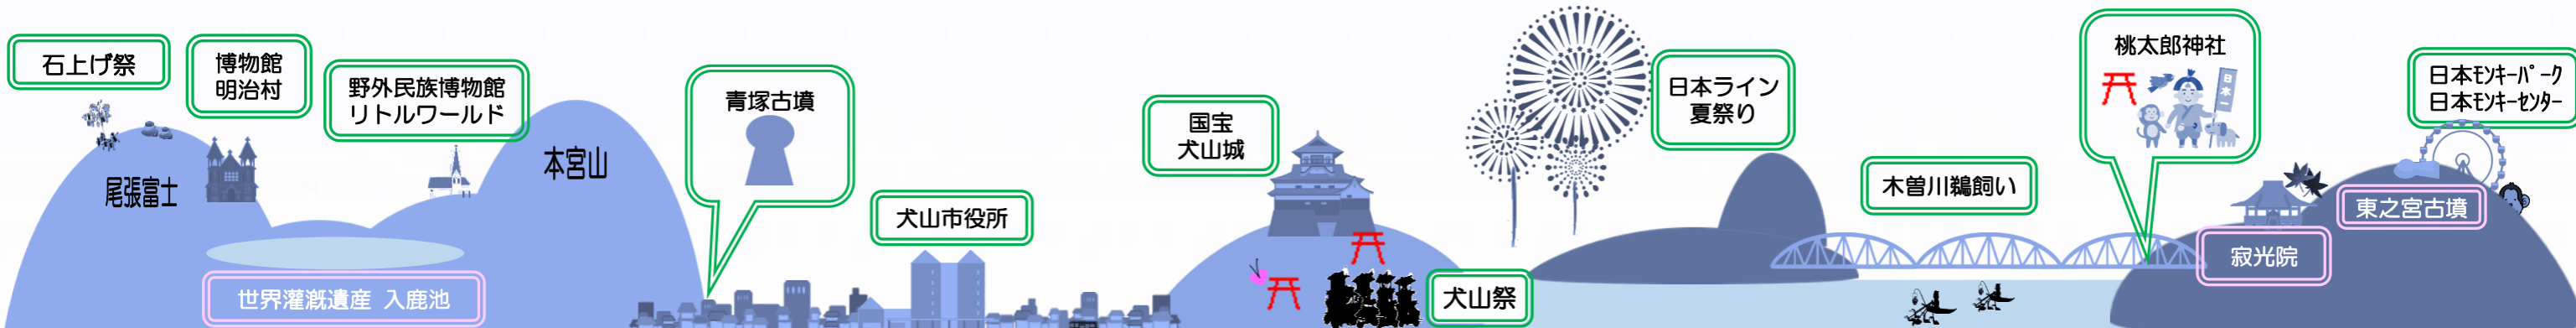 石上げ祭
博物館
明治村
野外民族博物館
リトルワールド
尾張富士
本宮山
世界灌漑遺産 入鹿池
青塚古墳
犬山市役所
国宝
犬山城
犬山祭
日本ライン
夏祭り
木曽川鵜飼い
桃太郎神社
日本一
寂光院
東之宮古墳
日本ﾓﾝｷｰﾊﾟｰｸ
日本ﾓﾝｷｰｾﾝﾀｰ